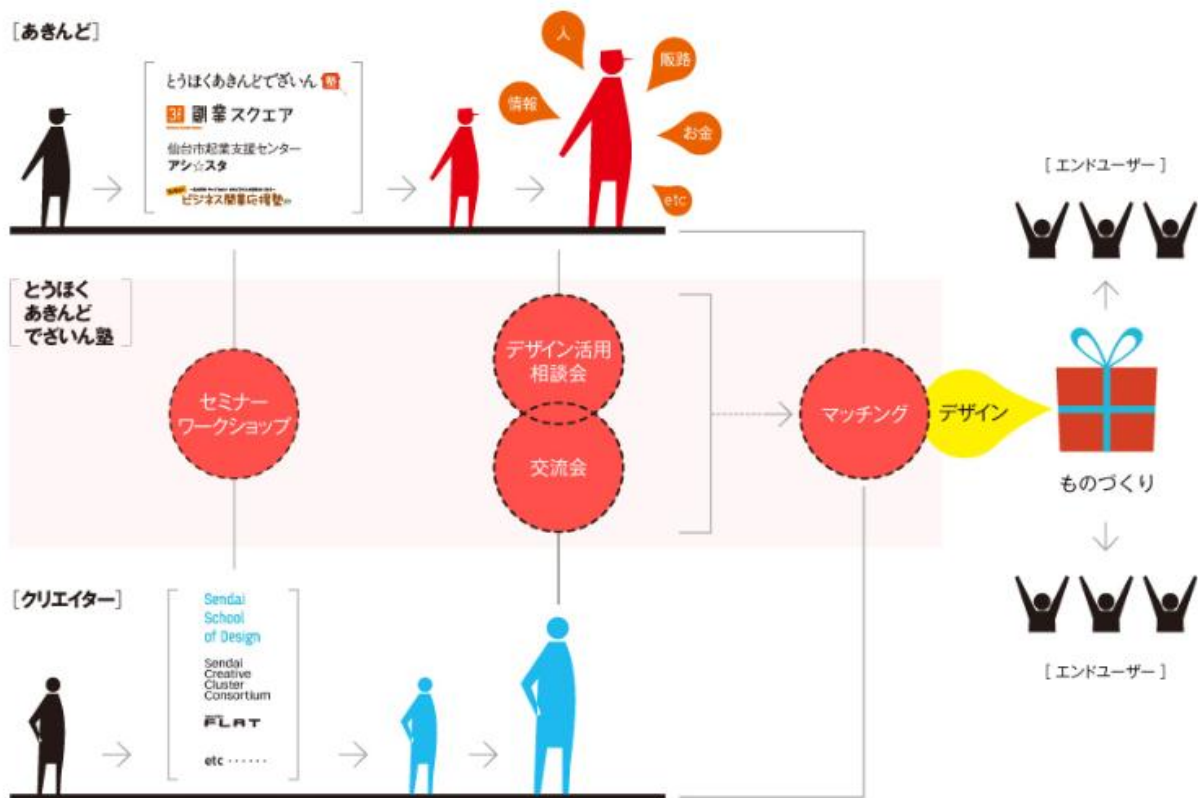 [あきんど]
人
販路
情報
お金
etc
とうほくあきんどでざいん塾
創業スクエア
仙台市起業支援センター
アシ☆スタ
ビジネス開業応援塾
[エンドユーザー]
とうほく
あきんど
でざいん塾
セミナー
ワークショップ
デザイン活用
相談会
交流会
マッチング
デザイン
ものづくり
[クリエイター]
Sendai
School
of Design
Sendai
Creative
Cluster
Consortium
FLAT
etc ……
[エンドユーザー]